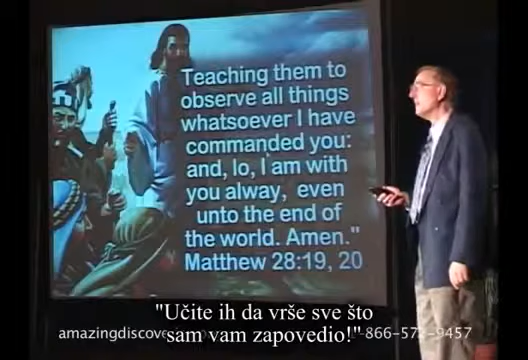 Teaching them to
observe all things
whatsoever I have
commanded you:
and, lo, I am with
you alway, even
unto the end of
the world. Amen."
Matthew 28:19, 20
"Učite ih da vrše sve što
sam vam zapovedio!"
amazingdiscove
-866-572-9457